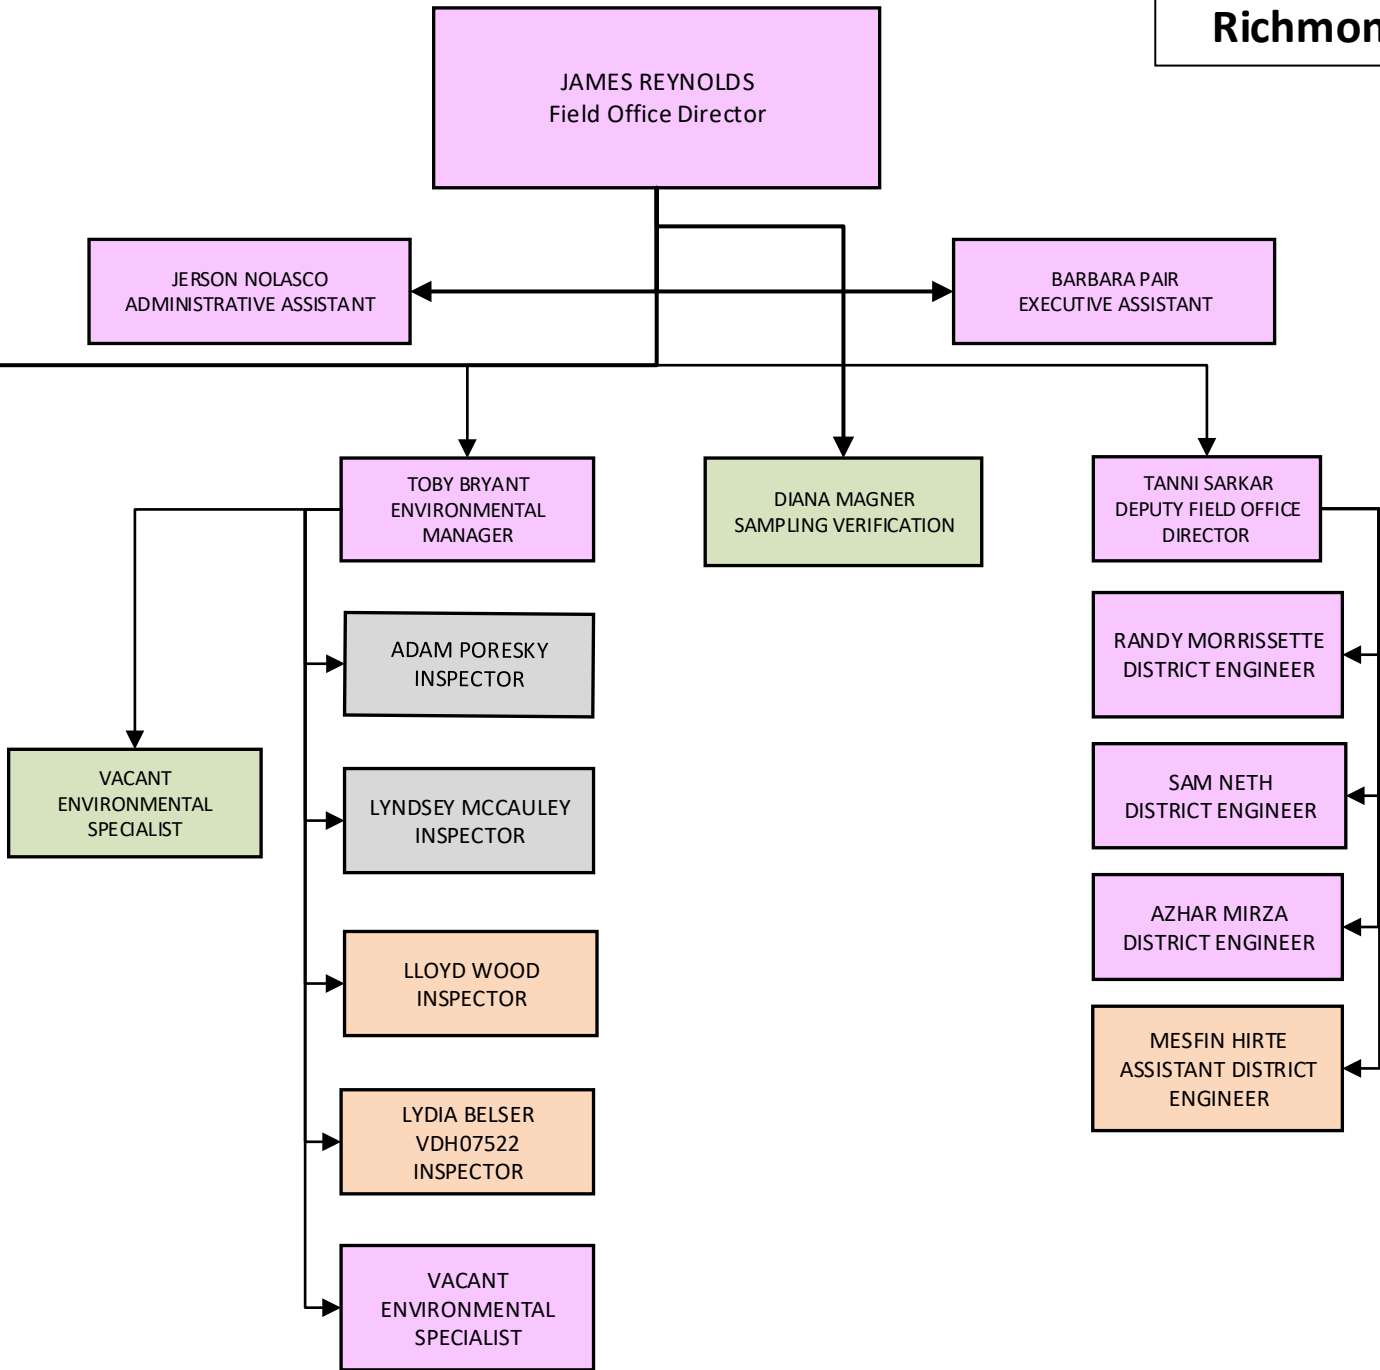 Richmon
JAMES REYNOLDS
Field Office Director
JERSON NOLASCO
ADMINISTRATIVE ASSISTANT
BARBARA PAIR
EXECUTIVE ASSISTANT
TOBY BRYANT
ENVIRONMENTAL
MANAGER
DIANA MAGNER
SAMPLING VERIFICATION
TANNI SARKAR
DEPUTY FIELD OFFICE
DIRECTOR
ADAM PORESKY
INSPECTOR
RANDY MORRISSETTE
DISTRICT ENGINEER
VACANT
ENVIRONMENTAL
SPECIALIST
LYNDSEY MCCAULEY
INSPECTOR
SAM NETH
DISTRICT ENGINEER
AZHAR MIRZA
DISTRICT ENGINEER
LLOYD WOOD
INSPECTOR
MESFIN HIRTE
ASSISTANT DISTRICT
ENGINEER
LYDIA BELSER
VDH07522
INSPECTOR
VACANT
ENVIRONMENTAL
SPECIALIST